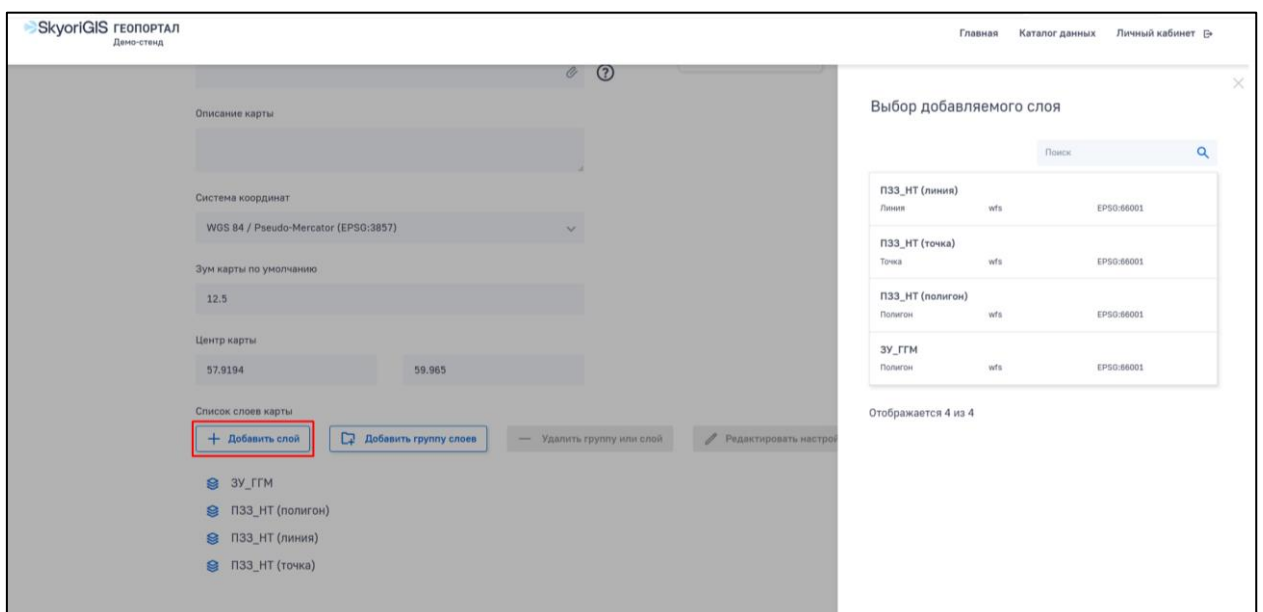 SkyoriGIS ГЕОПОРТАЛ
Демо-стенд
Главная Каталог данных Личный кабинет
Описание карты
Система координат
WGS 84 / Pseudo-Mercator (EPSG:3857)
Зум карты по умолчанию
12.5
Центр карты
57.9194 59.965
Список слоев карты
+ Добавить слой Добавить группу слоев — Удалить группу или слой Редактировать настрой
ЗУ_ГГМ
ПЗЗ_НТ (полигон)
ПЗЗ_НТ (линия)
ПЗЗ_НТ (точка)
Выбор добавляемого слоя
Поиск
ПЗЗ_НТ (линия)
Линия wfs EPSG:66001
ПЗЗ_НТ (точка)
Точка wfs EPSG:66001
ПЗЗ_НТ (полигон)
Полигон wfs EPSG:66001
ЗУ_ГГМ
Полигон wfs EPSG:66001
Отображается 4 из 4